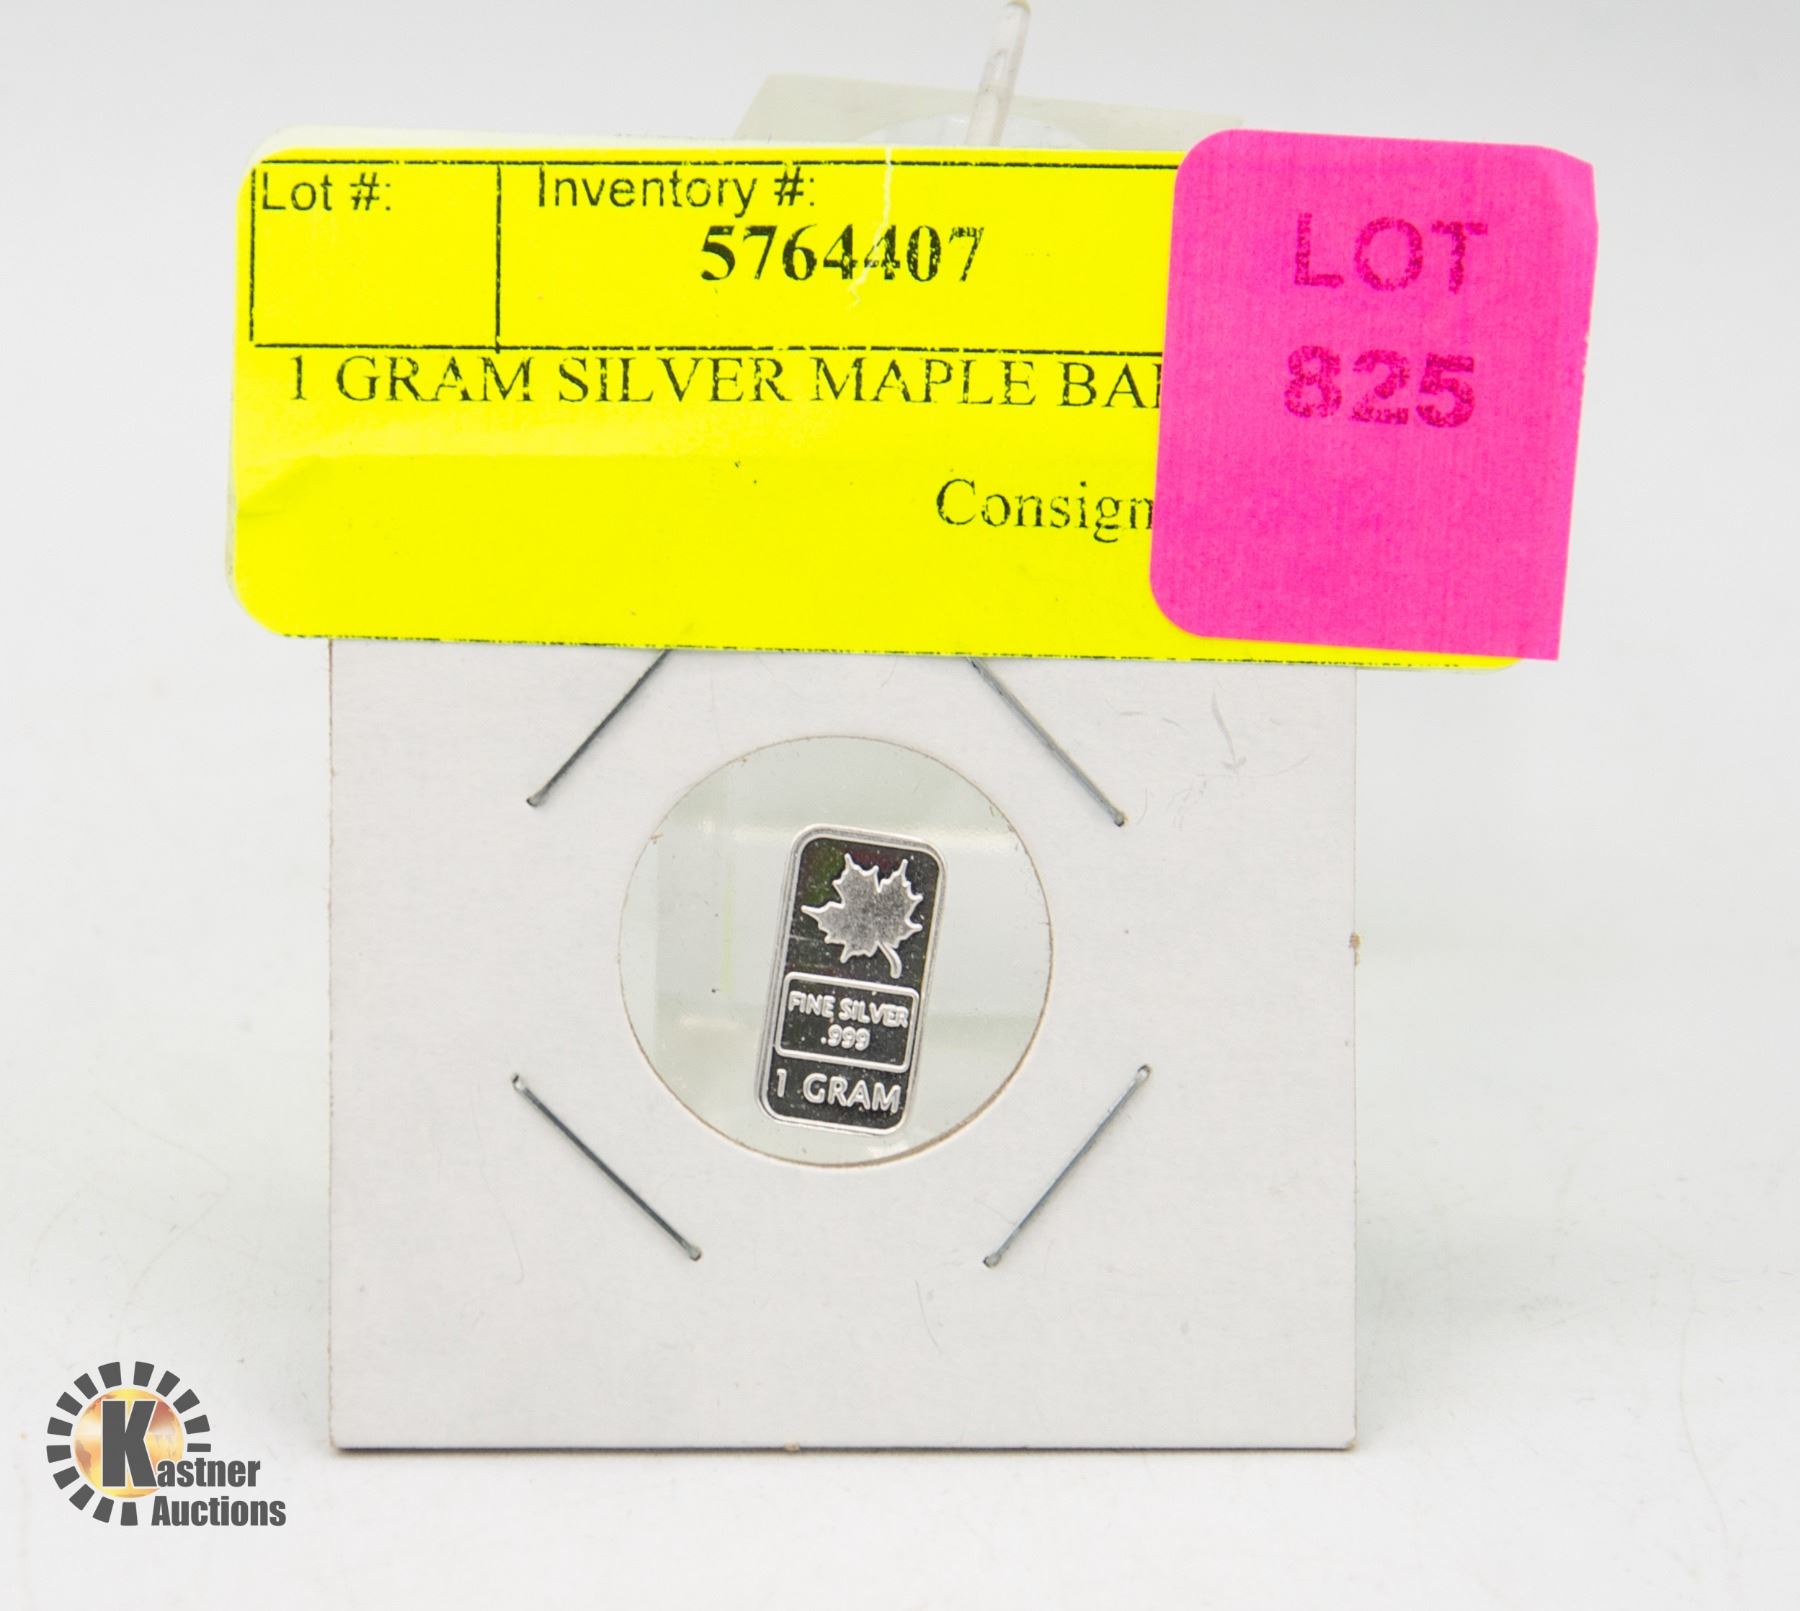 Lot #:
Inventory #:
5764407
1 GRAM SILVER MAPLE BA
Consign
LOT
825
FINE SILVER
.999
1 GRAM
Kastner
Auctions